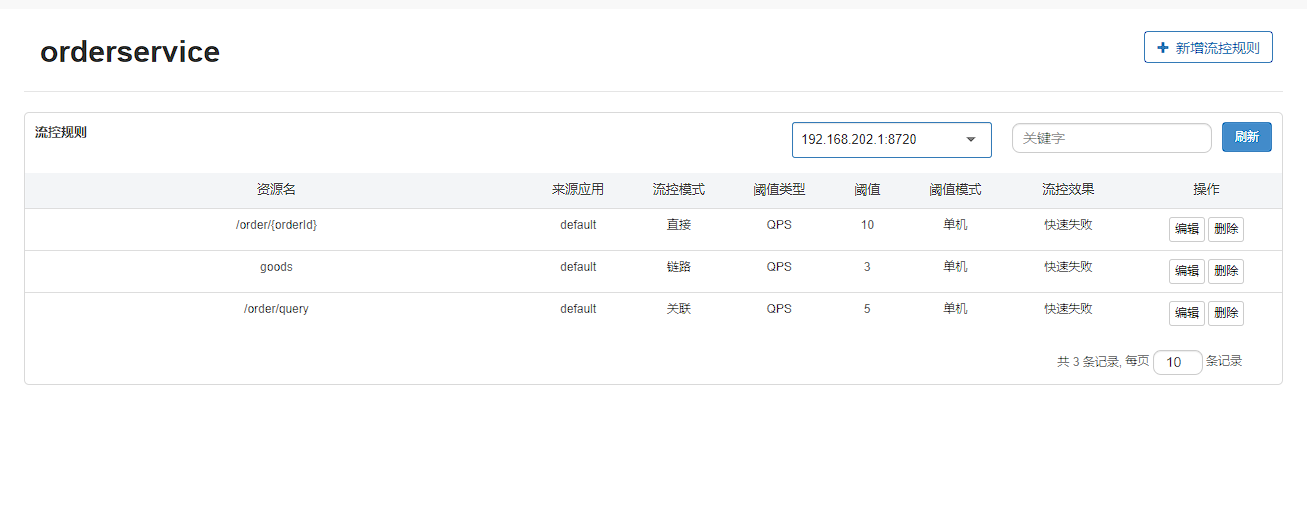 orderservice
+ 新增流控规则
流控规则 192.168.202.1:8720 关键字 刷新
资源名 来源应用 流控模式 阈值类型 阈值 阈值模式 流控效果 操作
/order/{orderId} default 直接 QPS 10 单机 快速失败 编辑 删除
goods default 链路 QPS 3 单机 快速失败 编辑 删除
/order/query default 关联 QPS 5 单机 快速失败 编辑 删除
共 3 条记录, 每页 10 条记录